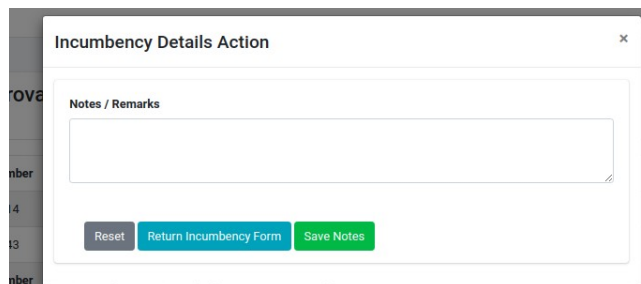 Incumbency Details Action ×
Notes / Remarks
Reset Return Incumbency Form Save Notes